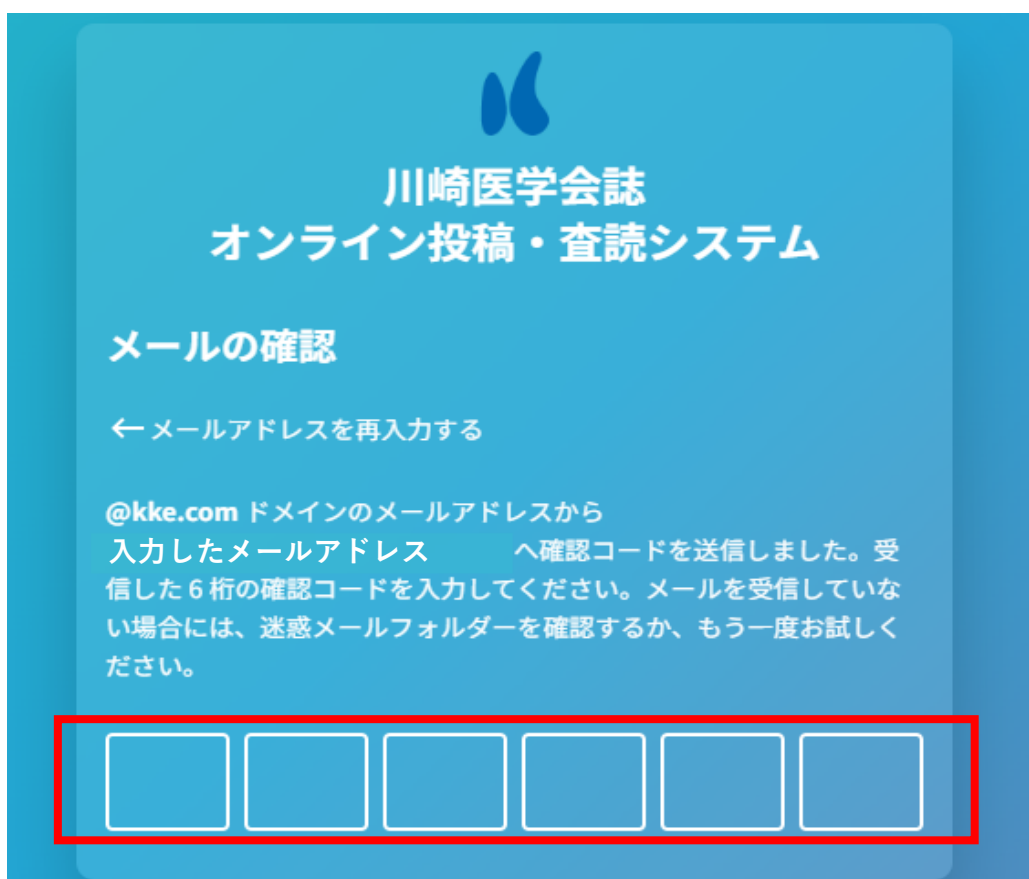 川崎医学会誌
オンライン投稿・査読システム
メールの確認
←メールアドレスを再入力する
@kke.com ドメインのメールアドレスから
入力したメールアドレス へ確認コードを送信しました。受
信した 6 桁の確認コードを入力してください。メールを受信していな
い場合には、迷惑メールフォルダーを確認するか、もう一度お試しく
ださい。